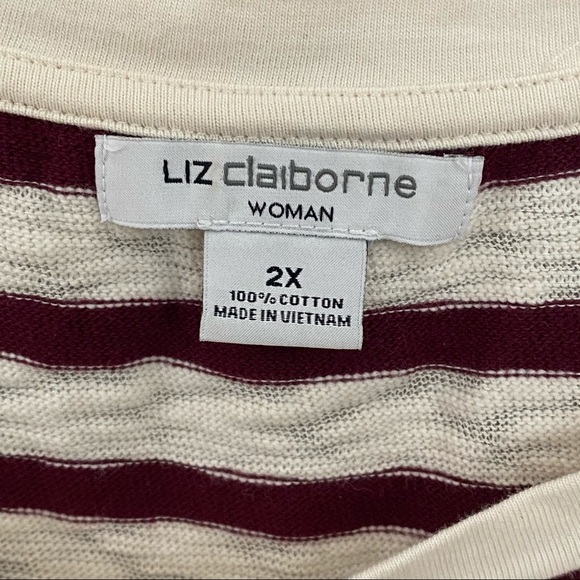 LIZ claiborne
WOMAN
2X
100% COTTON
MADE IN VIETNAM